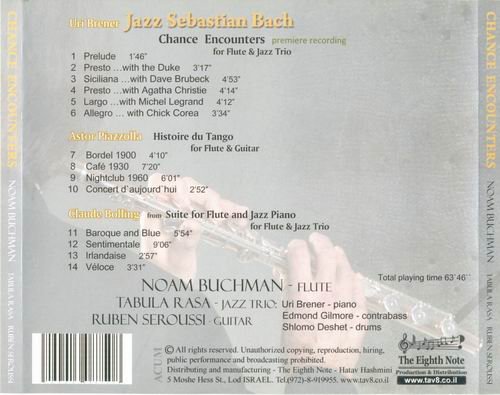 CHANCE ENCOUNTERS NOAM BUCHMAN TABULA RASA RUBEN SEROUSSI
Uri Brener Jazz Sebastian Bach
Chance Encounters premiere recording
for Flute & Jazz Trio
1 Prelude 1'46"
2 Presto ...with the Duke 3'17"
3 Siciliana ...with Dave Brubeck 4'53"
4 Presto ...with Agatha Christie 4'14"
5 Largo ...with Michel Legrand 4'12"
6 Allegro ...with Chick Corea 3'34"
Astor Piazzolla Histoire du Tango
for Flute & Guitar
7 Bordel 1900 4'10"
8 Café 1930 7'20"
9 Nightclub 1960 6'01"
10 Concert d`aujourd`hui 2'52"
Claude Bolling from Suite for Flute and Jazz Piano
for Flute & Jazz Trio
11 Baroque and Blue 5'54"
12 Sentimentale 9'06"
13 Irlandaise 2'57"
14 Véloce 3'31"
Total playing time 63`46``
NOAM BUCHMAN - FLUTE
TABULA RASA - JAZZ TRIO: Uri Brener - piano
Edmond Gilmore - contrabass
RUBEN SEROUSSI - GUITAR
Shlomo Deshet - drums
ACUM
© All rights reserved. Unauthorized copying, reproduction, hiring,
public performance and broadcasting prohibited.
Distributing and manufacturing - The Eighth Note - Hatav Hashmini
5 Moshe Hess St., Lod ISRAEL. Tel.(972)-8-919955. www.tav8.co.il
The Eighth Note
Production & Distribution
www.tav8.co.il
CHANCE ENCOUNTERS NOAM BUCHMAN TABULA RASA RUBEN SEROUSSI